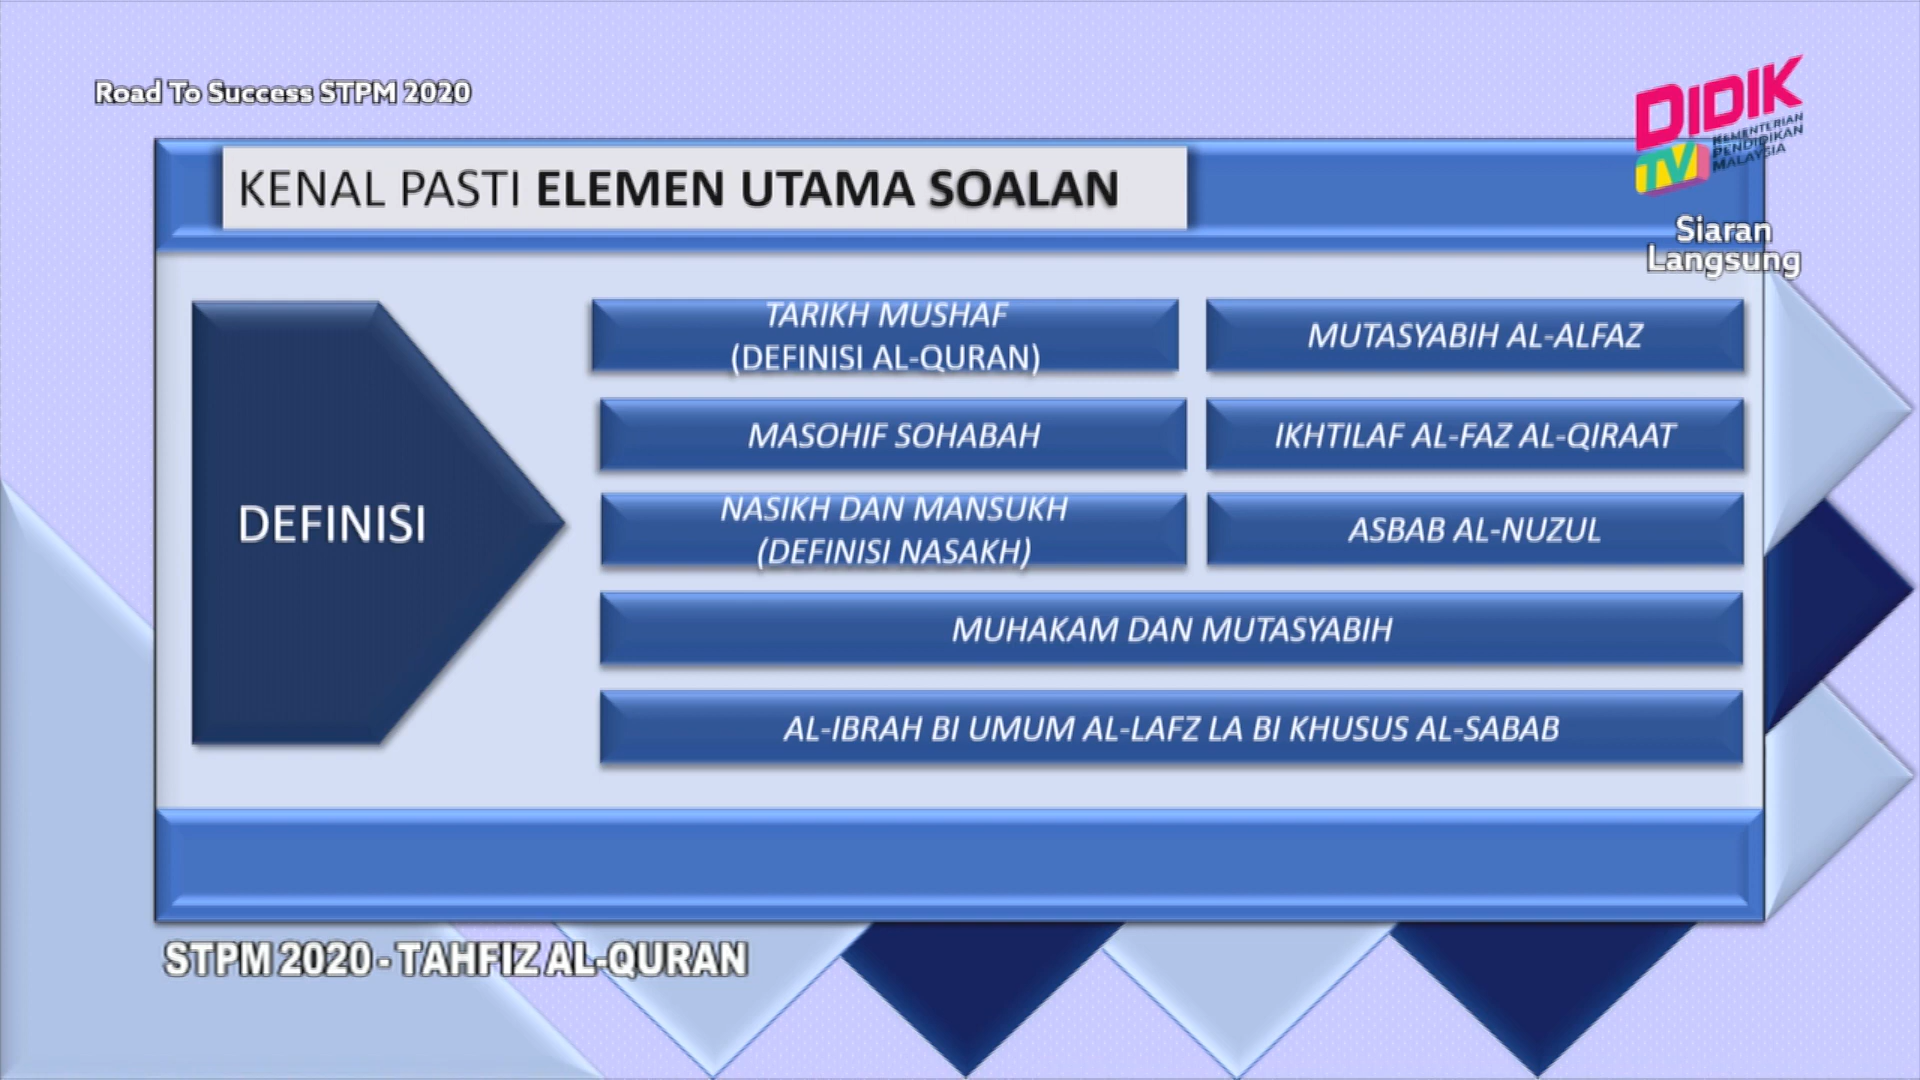 Road To Success STPM 2020
DIDIK
TV
KEMENTERIAN
PENDIDIKAN
MALAYSIA
Siaran
Langsung
KENAL PASTI ELEMEN UTAMA SOALAN
DEFINISI
TARIKH MUSHAF
(DEFINISI AL-QURAN)
MUTASYABIH AL-ALFAZ
MASOHIF SOHABAH
IKHTILAF AL-FAZ AL-QIRAAT
NASIKH DAN MANSUKH
(DEFINISI NASAKH)
ASBAB AL-NUZUL
MUHAKAM DAN MUTASYABIH
AL-IBRAH BI UMUM AL-LAFZ LA BI KHUSUS AL-SABAB
STPM 2020 - TAHFIZ AL-QURAN